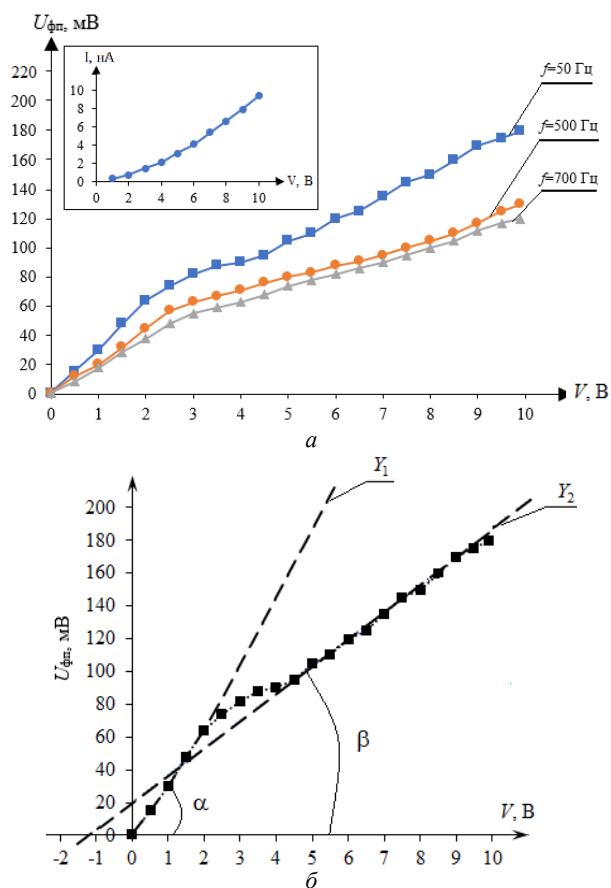 Uфп, мВ
I, нА
10
8
6
4
2
0
0 2 4 6 8 10
V, В
220
200
180
160
140
120
100
80
60
40
20
0
f=50 Гц
f=500 Гц
f=700 Гц
0 1 2 3 4 5 6 7 8 9 10
V, В
а
Y1
Y2
200
180
160
140
120
100
80
60
40
20
0
Uфп, мВ
α
β
V, В
-2 -1 0 1 2 3 4 5 6 7 8 9 10
б